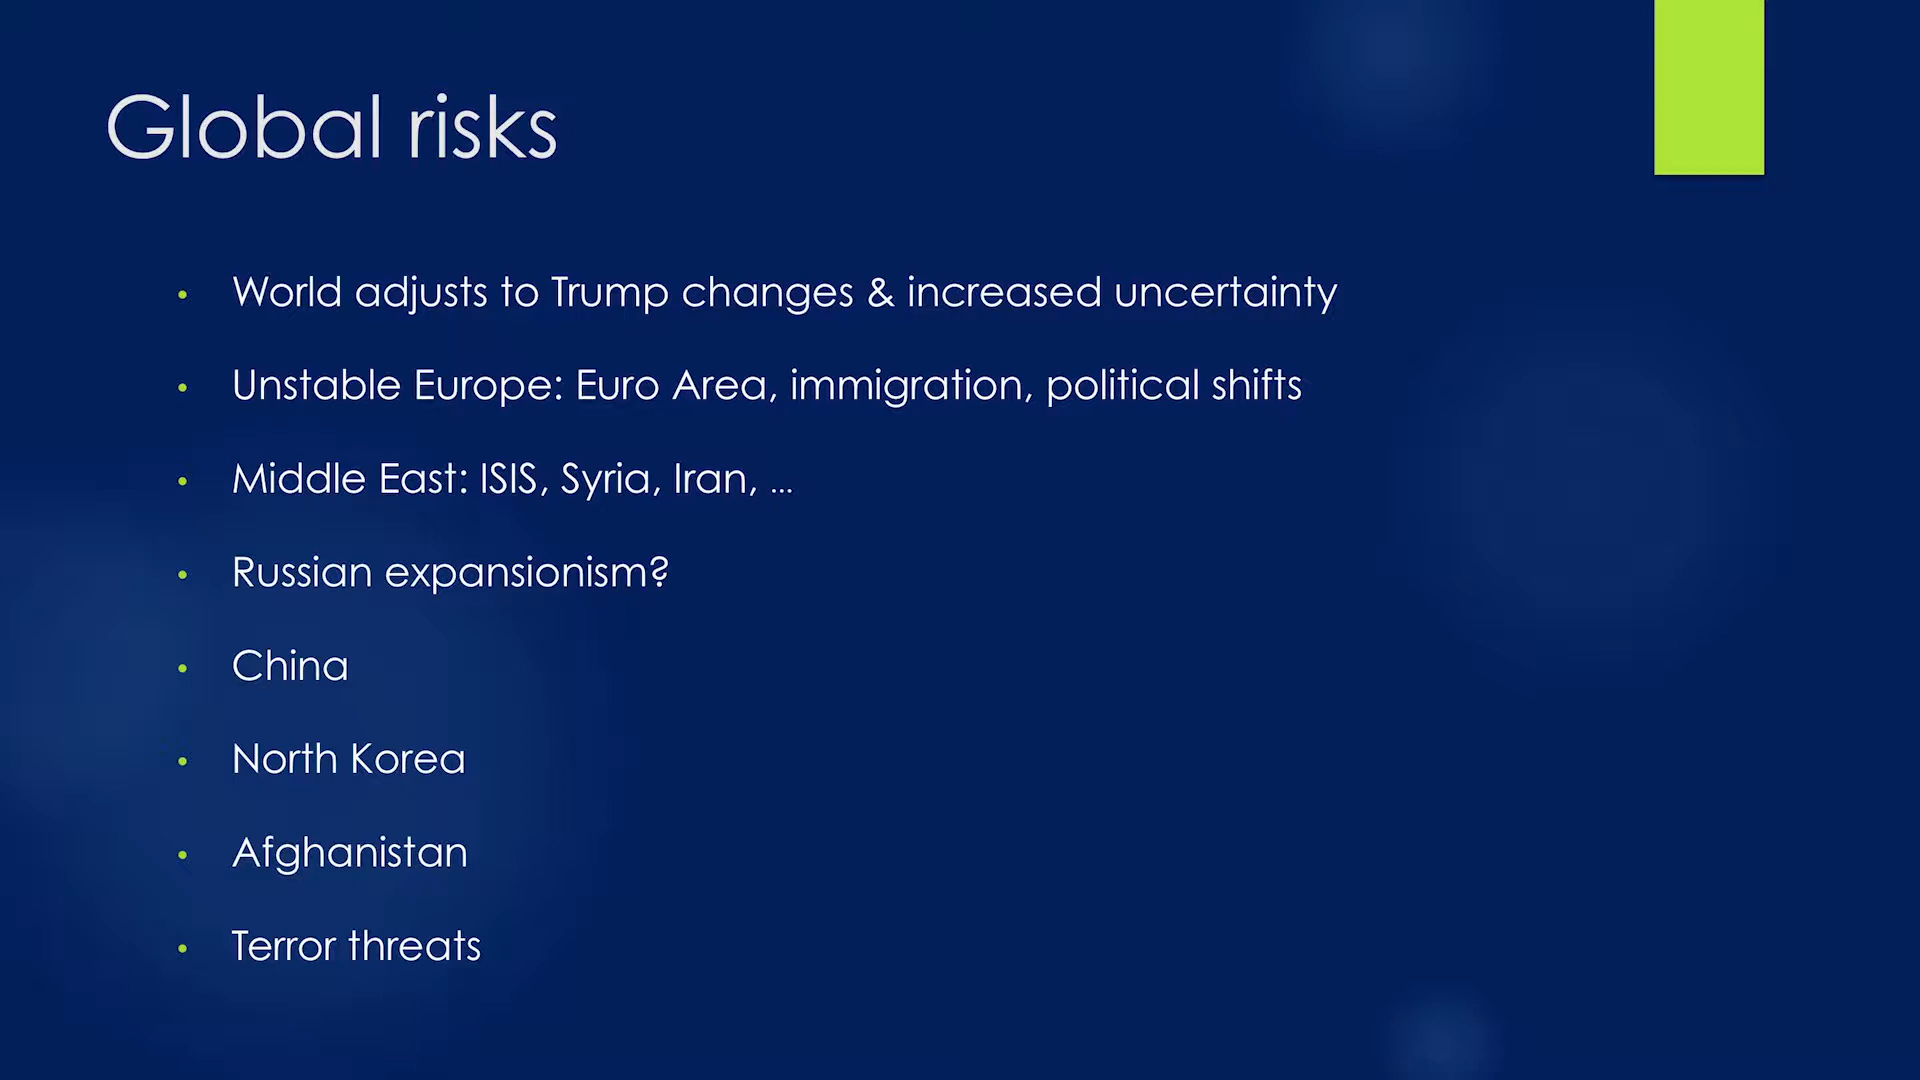 Global risks
• World adjusts to Trump changes & increased uncertainty
• Unstable Europe: Euro Area, immigration, political shifts
• Middle East: ISIS, Syria, Iran, ...
• Russian expansionism?
• China
• North Korea
• Afghanistan
• Terror threats